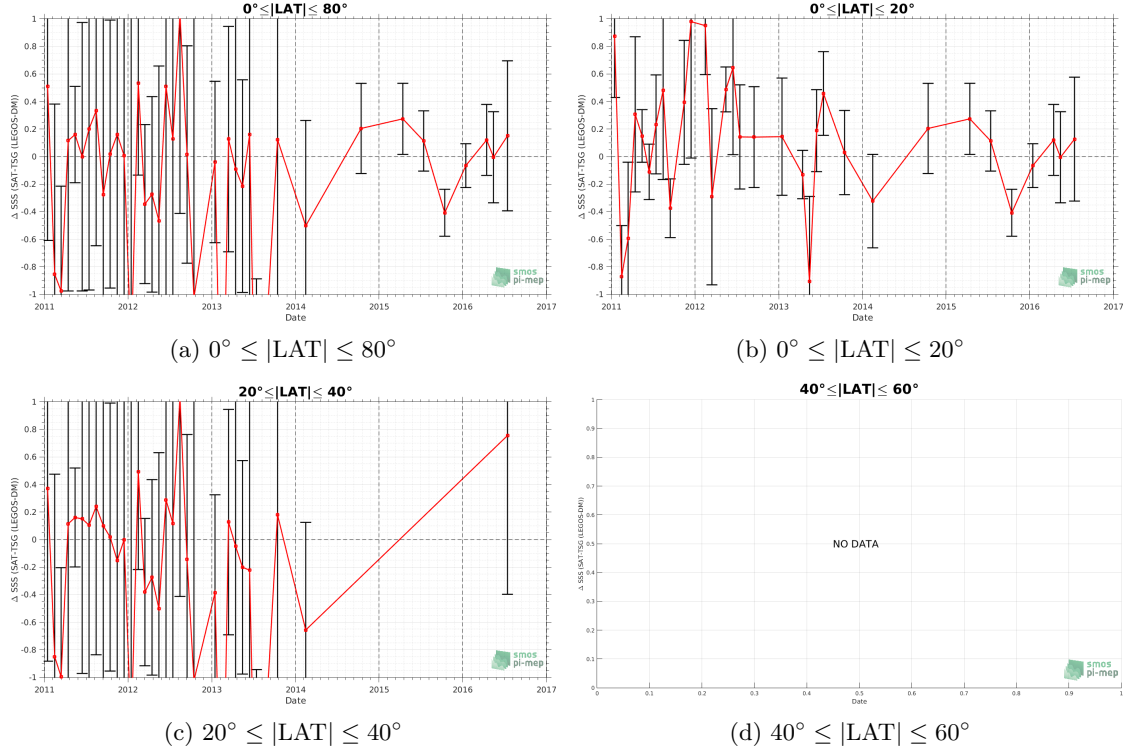 0°≤|LAT|≤ 80°
1
0.8
0.6
0.4
0.2
0
-0.2
-0.4
-0.6
-0.8
-1
Δ SSS (SAT-TSG (LEGOS-DM))
2011 2012 2013 2014 2015 2016 2017
Date
smos
pi-mep
(a) 0° ≤ |LAT| ≤ 80°
0°≤|LAT|≤ 20°
1
0.8
0.6
0.4
0.2
0
-0.2
-0.4
-0.6
-0.8
-1
Δ SSS (SAT-TSG (LEGOS-DM))
2011 2012 2013 2014 2015 2016 2017
Date
smos
pi-mep
(b) 0° ≤ |LAT| ≤ 20°
20°≤|LAT|≤ 40°
1
0.8
0.6
0.4
0.2
0
-0.2
-0.4
-0.6
-0.8
-1
Δ SSS (SAT-TSG (LEGOS-DM))
2011 2012 2013 2014 2015 2016 2017
Date
smos
pi-mep
(c) 20° ≤ |LAT| ≤ 40°
40°≤|LAT|≤ 60°
1
0.9
0.8
0.7
0.6
0.5
0.4
0.3
0.2
0.1
0
Δ SSS (SAT-TSG (LEGOS-DM))
NO DATA
0 0.1 0.2 0.3 0.4 0.5 0.6 0.7 0.8 0.9 1
Date
smos
pi-mep
(d) 40° ≤ |LAT| ≤ 60°